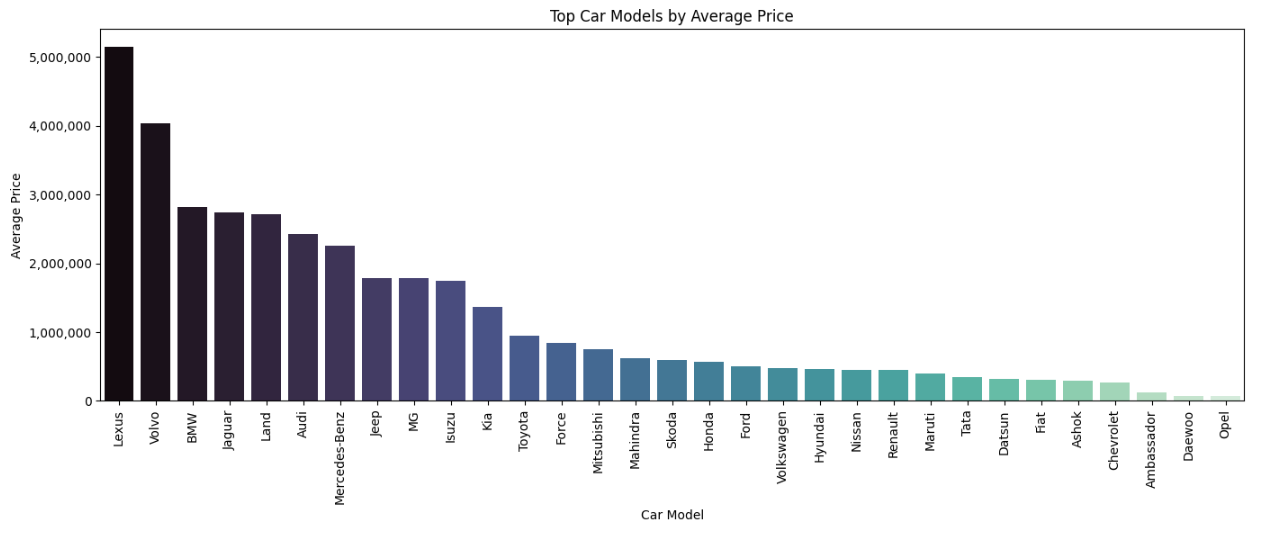 Top Car Models by Average Price
Average Price
5,000,000
4,000,000
3,000,000
2,000,000
1,000,000
0
Lexus
Volvo
BMW
Jaguar
Land
Audi
Mercedes-Benz
Jeep
MG
Isuzu
Kia
Toyota
Force
Mitsubishi
Mahindra
Skoda
Honda
Ford
Volkswagen
Hyundai
Nissan
Renault
Maruti
Tata
Datsun
Fiat
Ashok
Chevrolet
Ambassador
Daewoo
Opel
Car Model